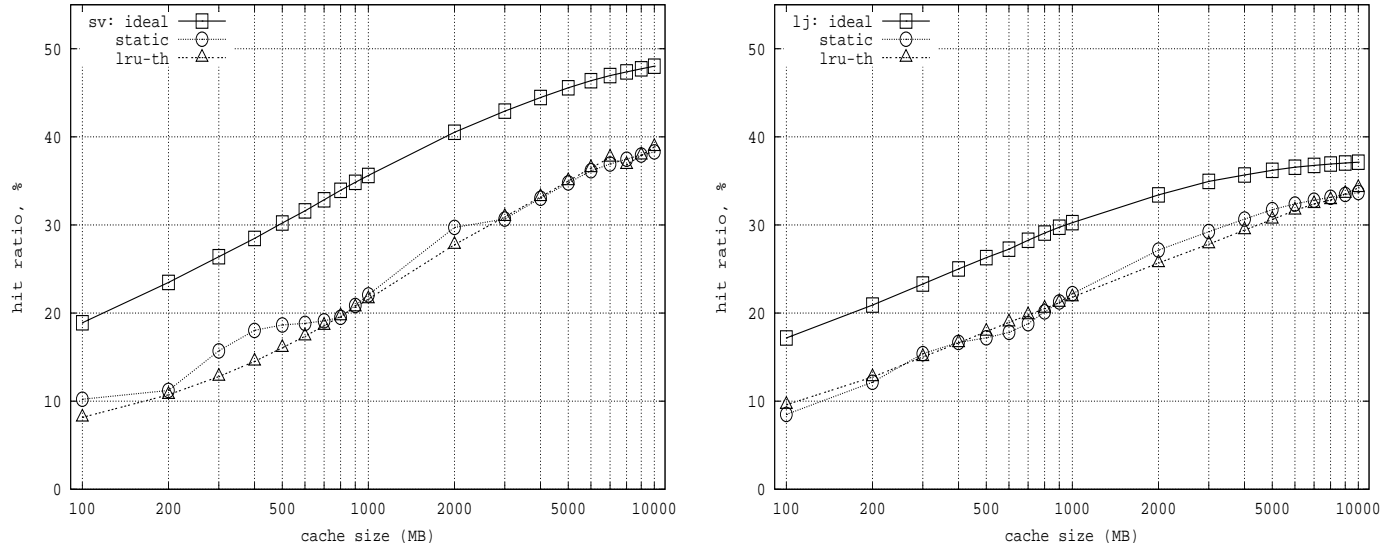 sv: ideal
static
lru-th
hit ratio, %
50
40
30
20
10
0
100 200 500 1000 2000 5000 10000
cache size (MB)
lj: ideal
static
lru-th
hit ratio, %
50
40
30
20
10
0
100 200 500 1000 2000 5000 10000
cache size (MB)